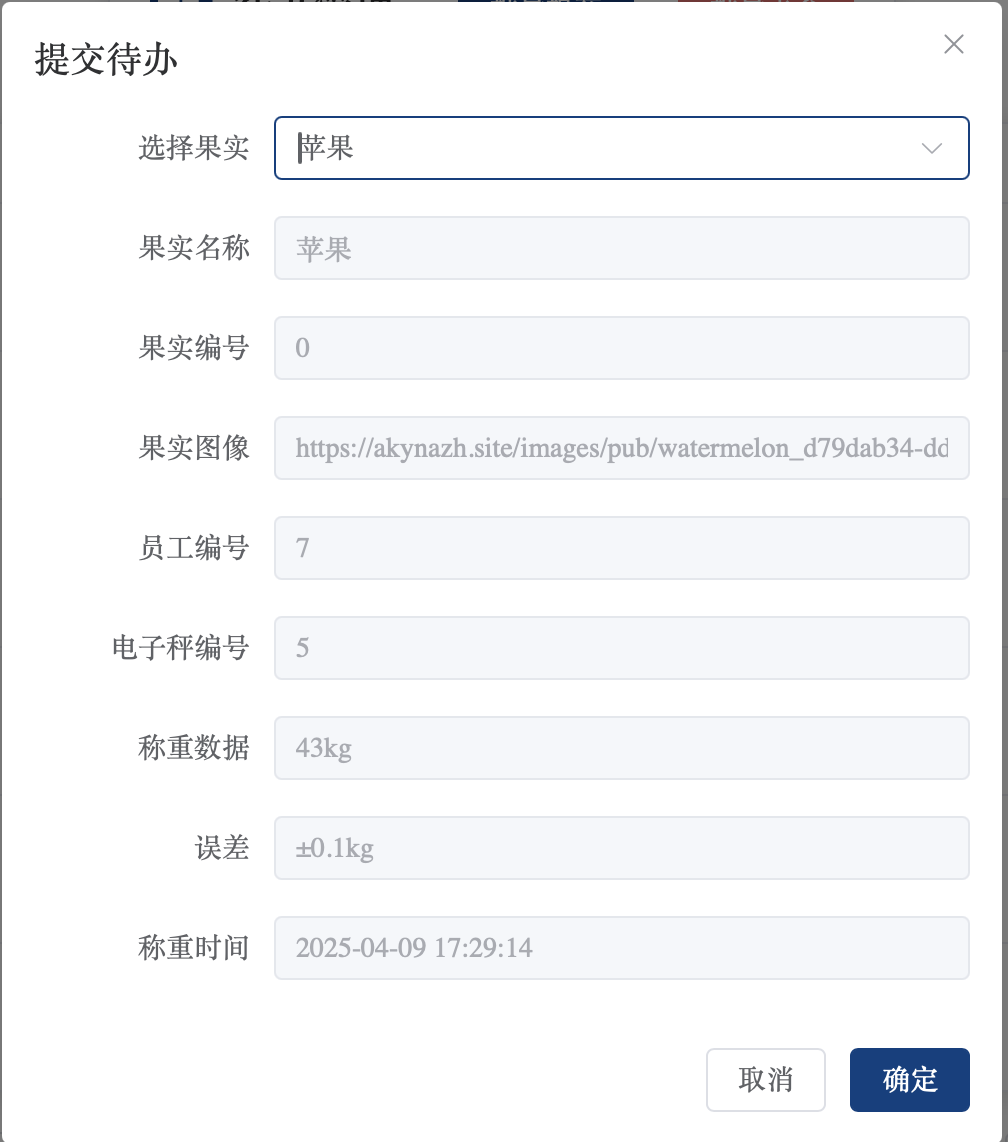 提交待办
选择果实 苹果
果实名称 苹果
果实编号 0
果实图像 https://akynazh.site/images/pub/watermelon_d79dab34-dd
员工编号 7
电子秤编号 5
称重数据 43kg
误差 ±0.1kg
称重时间 2025-04-09 17:29:14
取消 确定